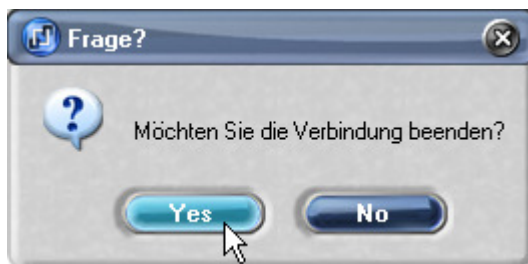 Frage?
Möchten Sie die Verbindung beenden?
Yes
No